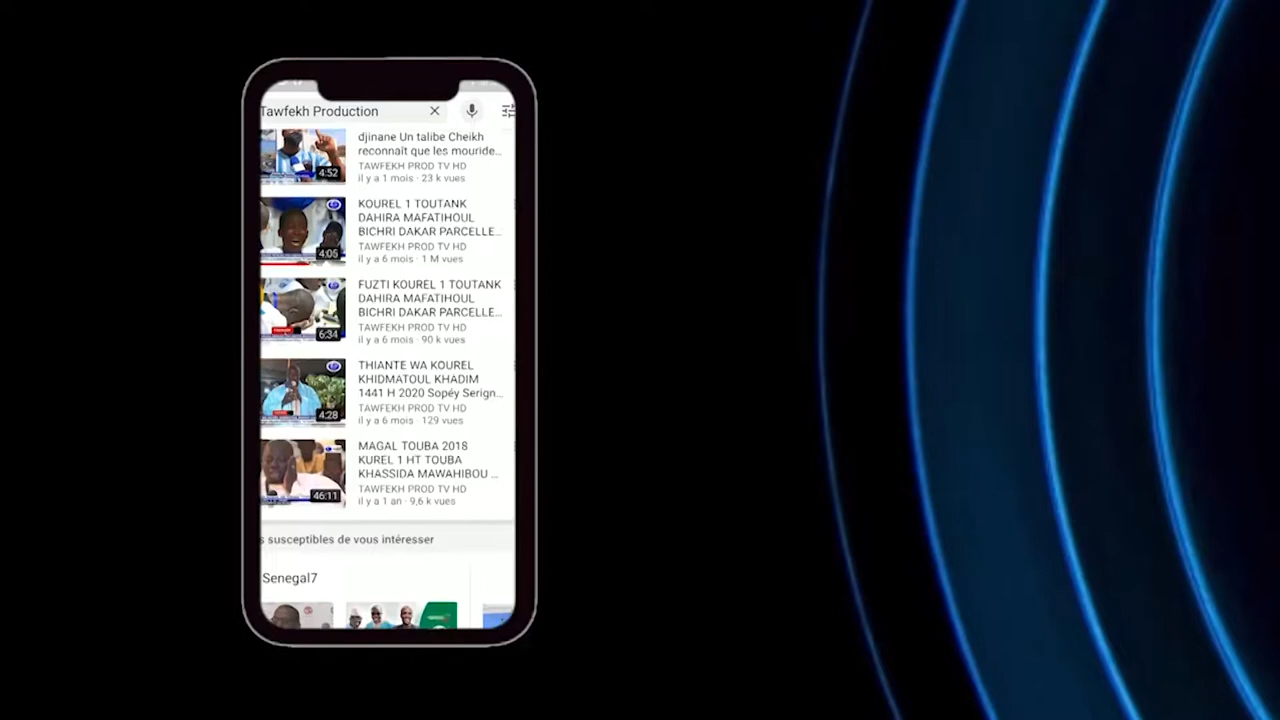 Tawfekh Production
djinane Un talibe Cheikh
reconnaît que les mouride...
TAWFEKH PROD TV HD
il y a 1 mois · 23 k vues
4:52
KOUREL 1 TOUTANK
DAHIRA MAFATIHOUL
BICHRI DAKAR PARCELLE...
TAWFEKH PROD TV HD
il y a 6 mois · 1 M vues
4:05
FUZTI KOUREL 1 TOUTANK
DAHIRA MAFATIHOUL
BICHRI DAKAR PARCELLE...
TAWFEKH PROD TV HD
il y a 6 mois · 90 k vues
6:34
THIANTE WA KOUREL
KHIDMATOUL KHADIM
1441 H 2020 Sopéy Serign...
TAWFEKH PROD TV HD
il y a 6 mois · 129 vues
4:28
MAGAL TOUBA 2018
KUREL 1 HT TOUBA
KHASSIDA MAWAHIBOU ...
TAWFEKH PROD TV HD
il y a 1 an · 9,6 k vues
46:11
s susceptibles de vous intéresser
Senegal7